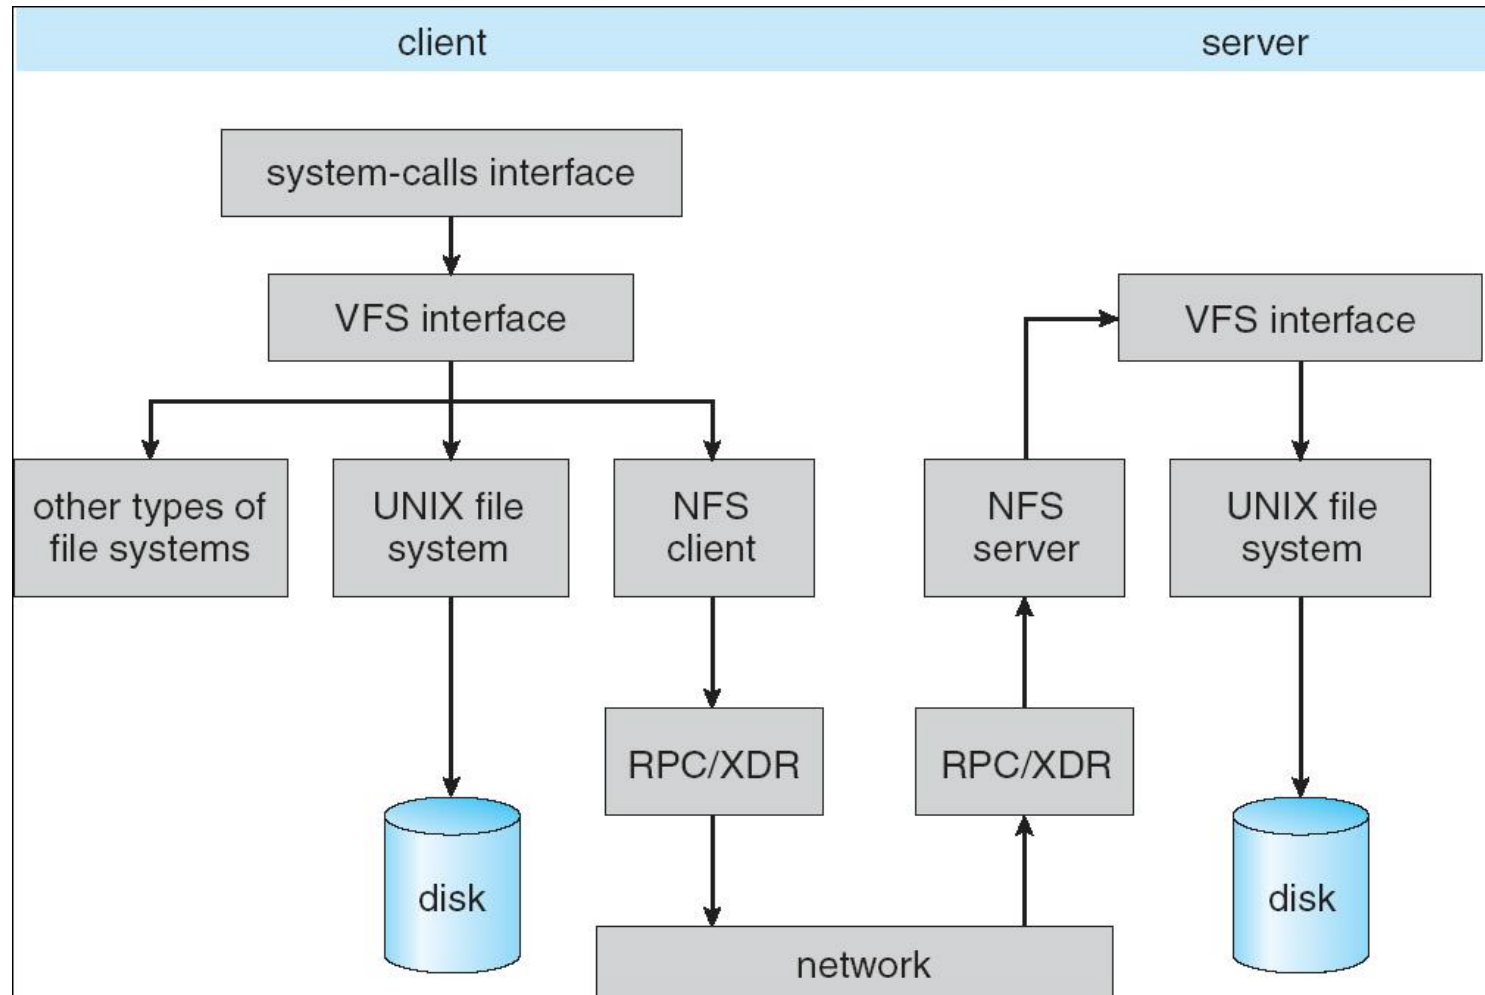 client
server
system-calls interface
VFS interface
VFS interface
other types of
file systems
UNIX file
system
NFS
client
NFS
server
UNIX file
system
RPC/XDR
RPC/XDR
disk
disk
network